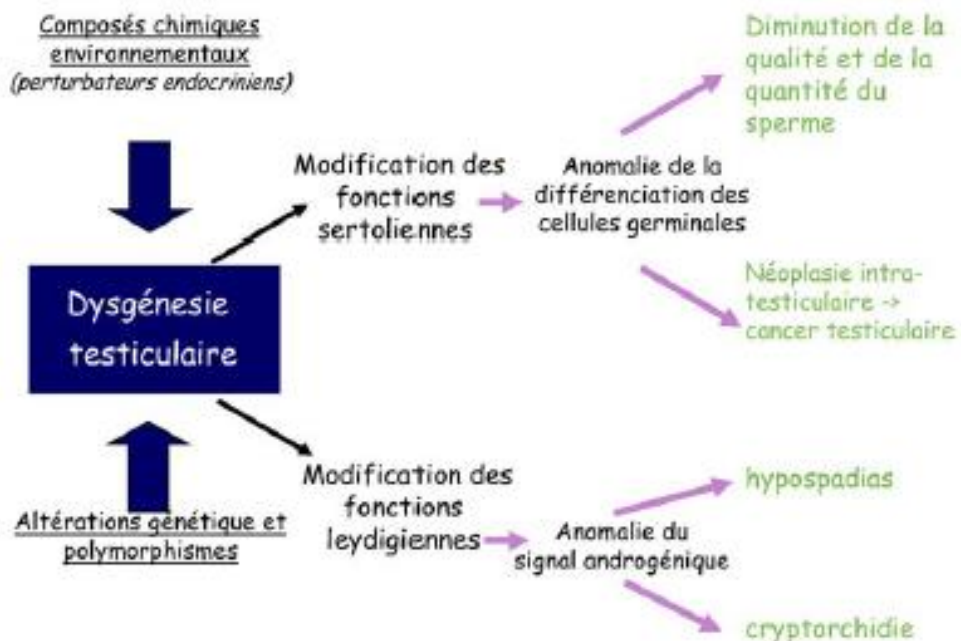 Composés chimiques
environnementaux
(perturbateurs endocriniens)
Dysgénesie
testiculaire
Altérations génétique et
polymorphismes
Modification des
fonctions
sertoliennes
Anomalie de la
différenciation des
cellules germinales
Diminution de la
qualité et de la
quantité du
sperme
Néoplasie intra-
testiculaire ->
cancer testiculaire
Modification des
fonctions
leydigiennes
Anomalie du
signal androgénique
hypospadias
cryptorchidie